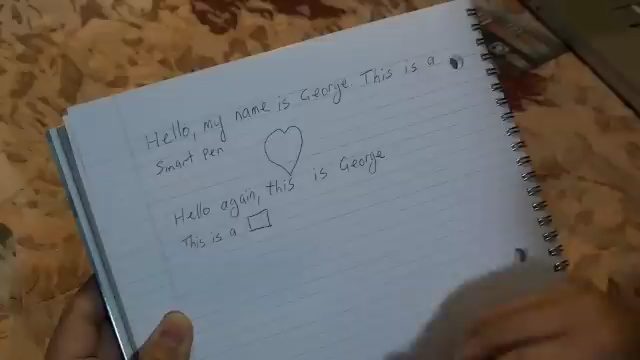 Hello, my name is George. This is a
Smart Pen
Hello again, this is George
This is a